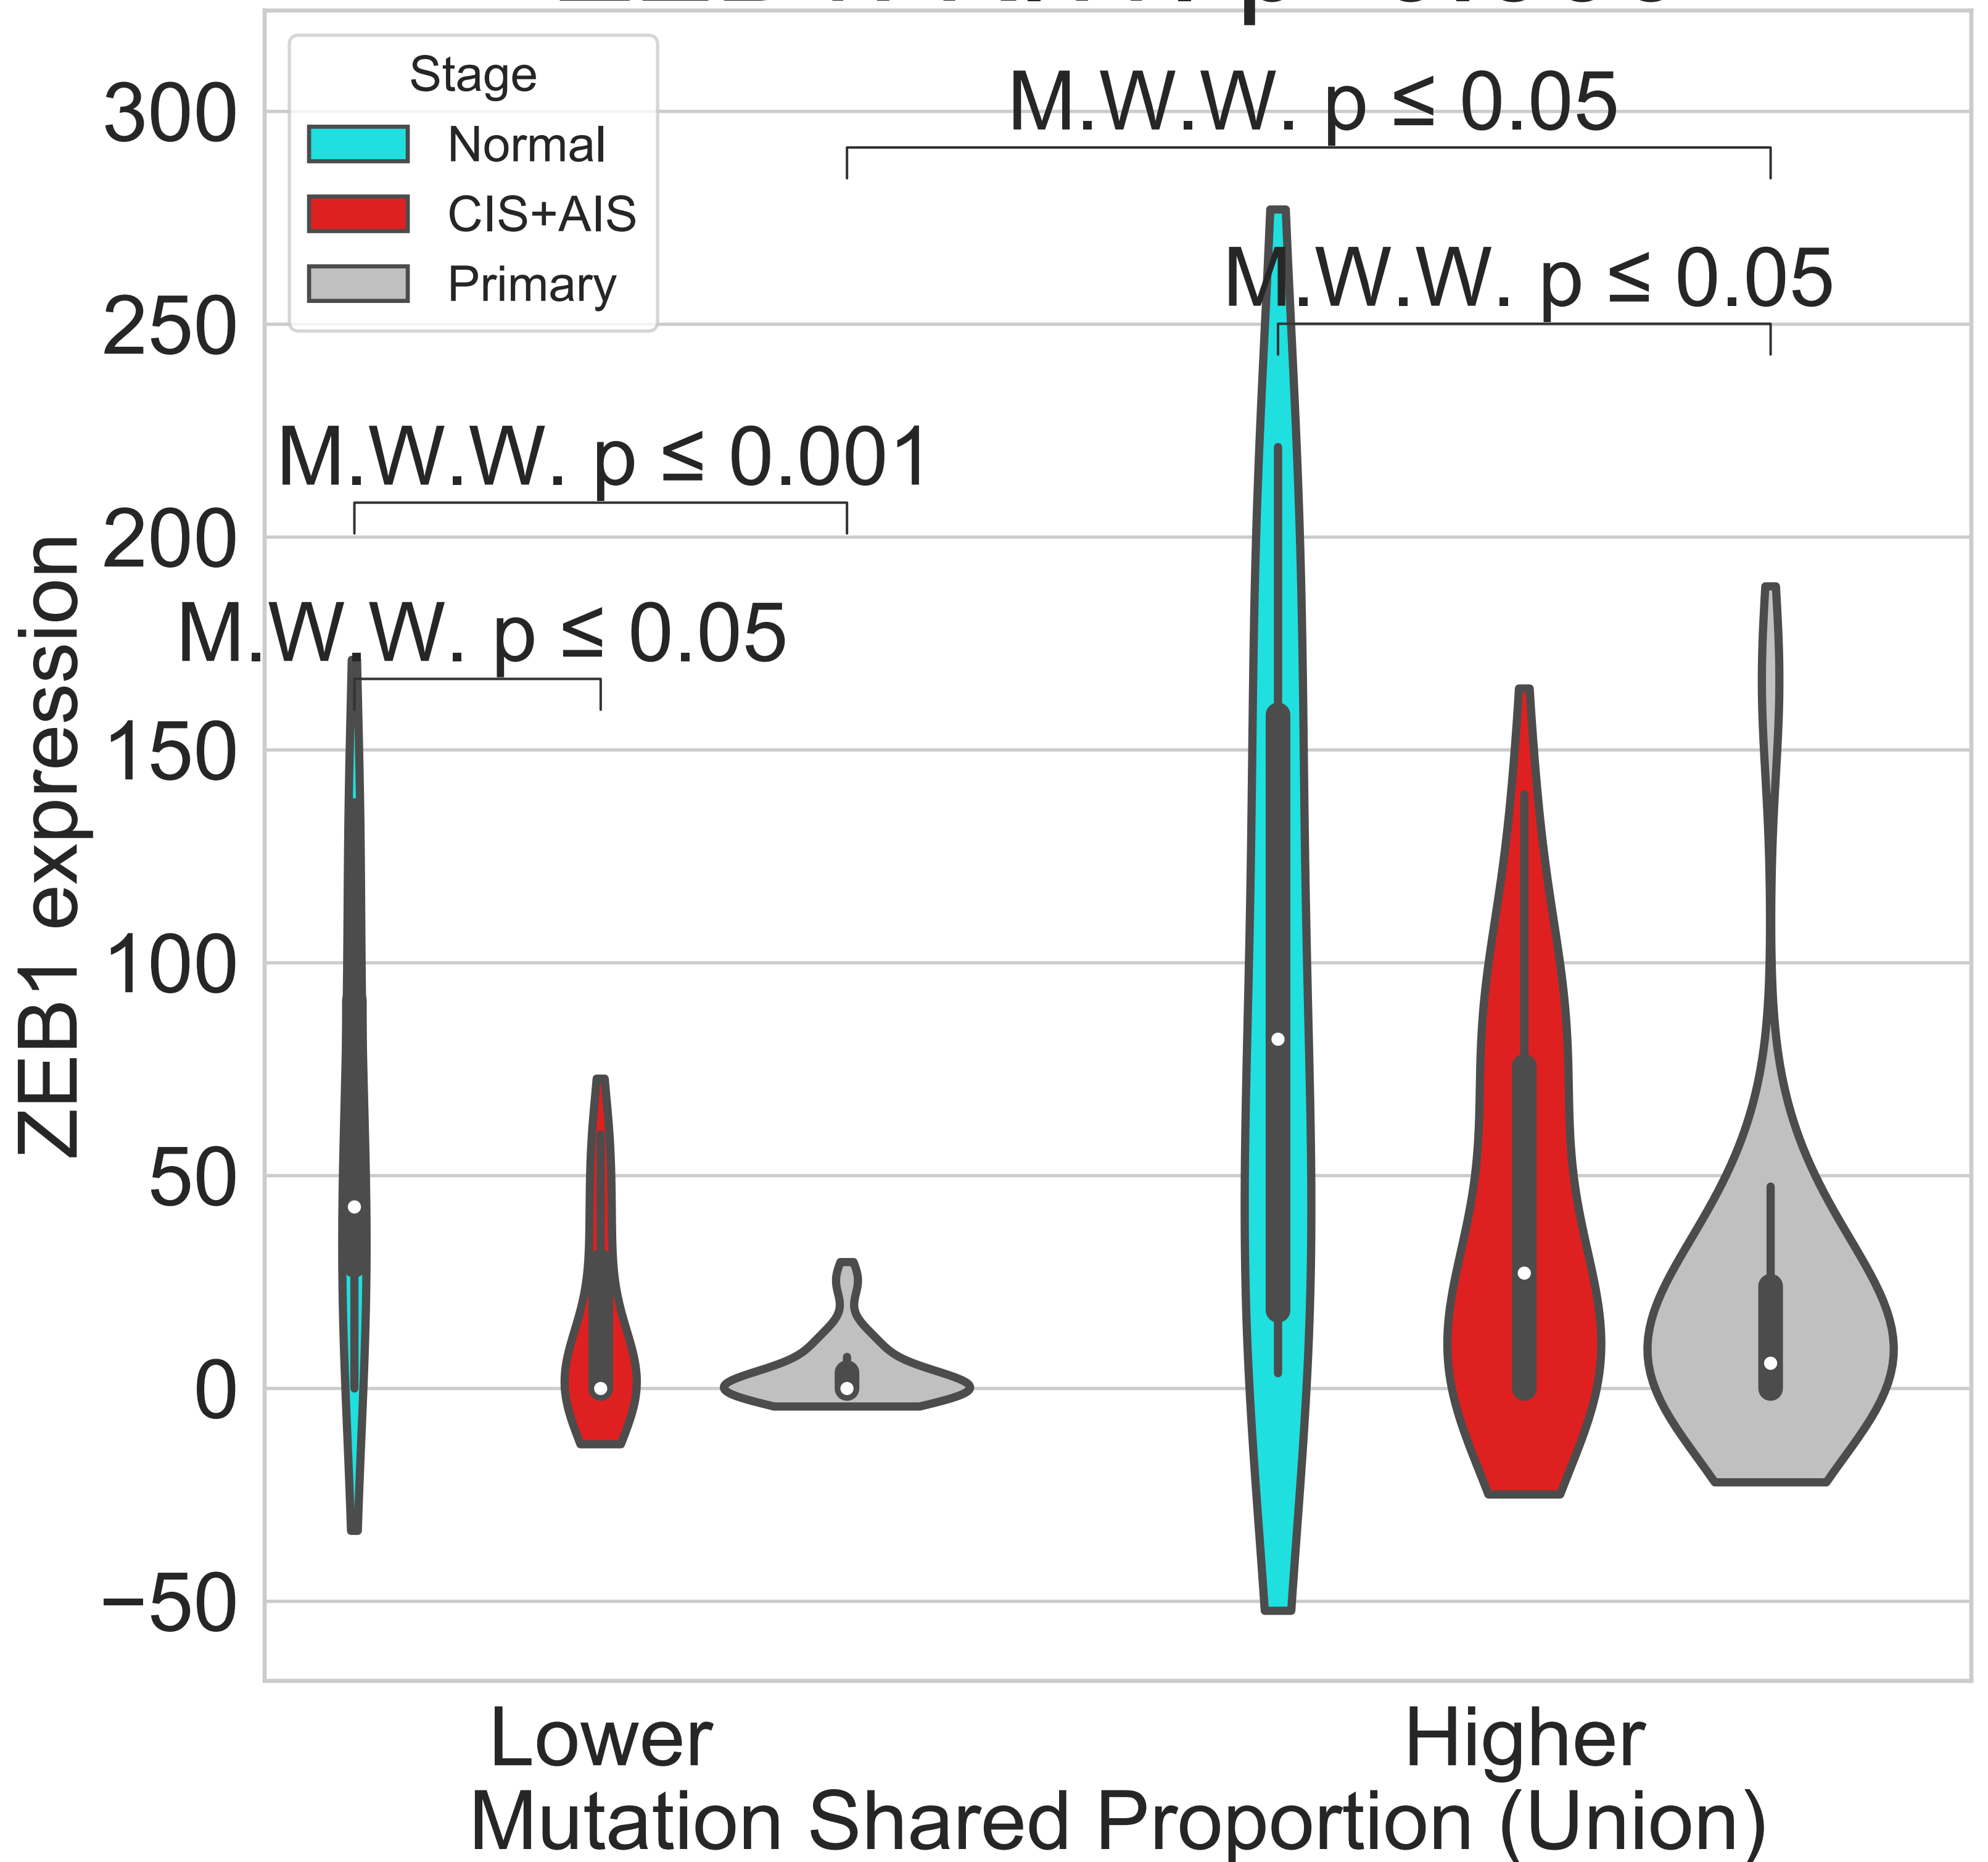 Stage
Normal
CIS+AIS
Primary
M.W.W. p ≤ 0.05
M.W.W. p ≤ 0.05
M.W.W. p ≤ 0.001
M.W.W. p ≤ 0.05
300
250
200
150
100
50
0
−50
ZEB1 expression
Lower
Higher
Mutation Shared Proportion (Union)